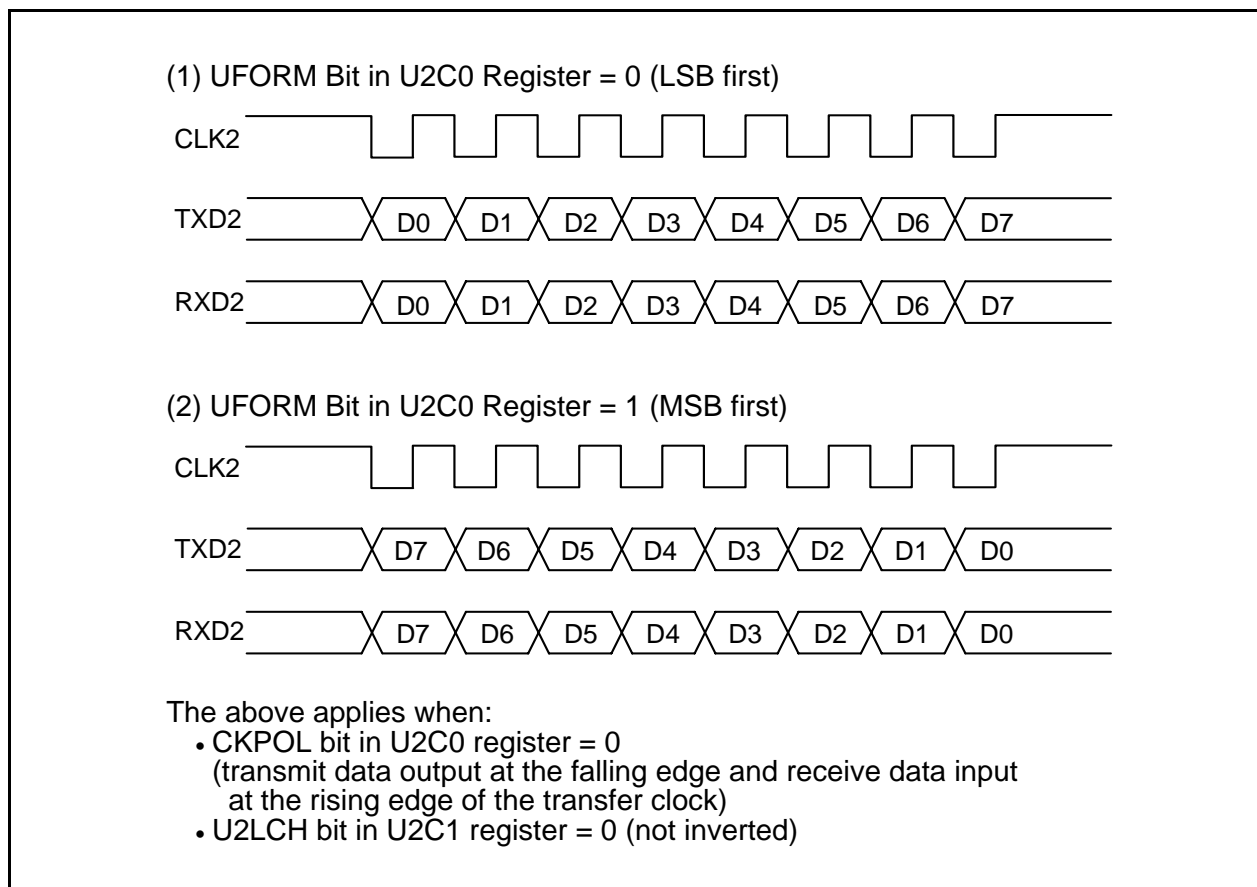 (1) UFORM Bit in U2C0 Register = 0 (LSB first)
CLK2
TXD2 D0 D1 D2 D3 D4 D5 D6 D7
RXD2 D0 D1 D2 D3 D4 D5 D6 D7
(2) UFORM Bit in U2C0 Register = 1 (MSB first)
CLK2
TXD2 D7 D6 D5 D4 D3 D2 D1 D0
RXD2 D7 D6 D5 D4 D3 D2 D1 D0
The above applies when:
• CKPOL bit in U2C0 register = 0
(transmit data output at the falling edge and receive data input
at the rising edge of the transfer clock)
• U2LCH bit in U2C1 register = 0 (not inverted)